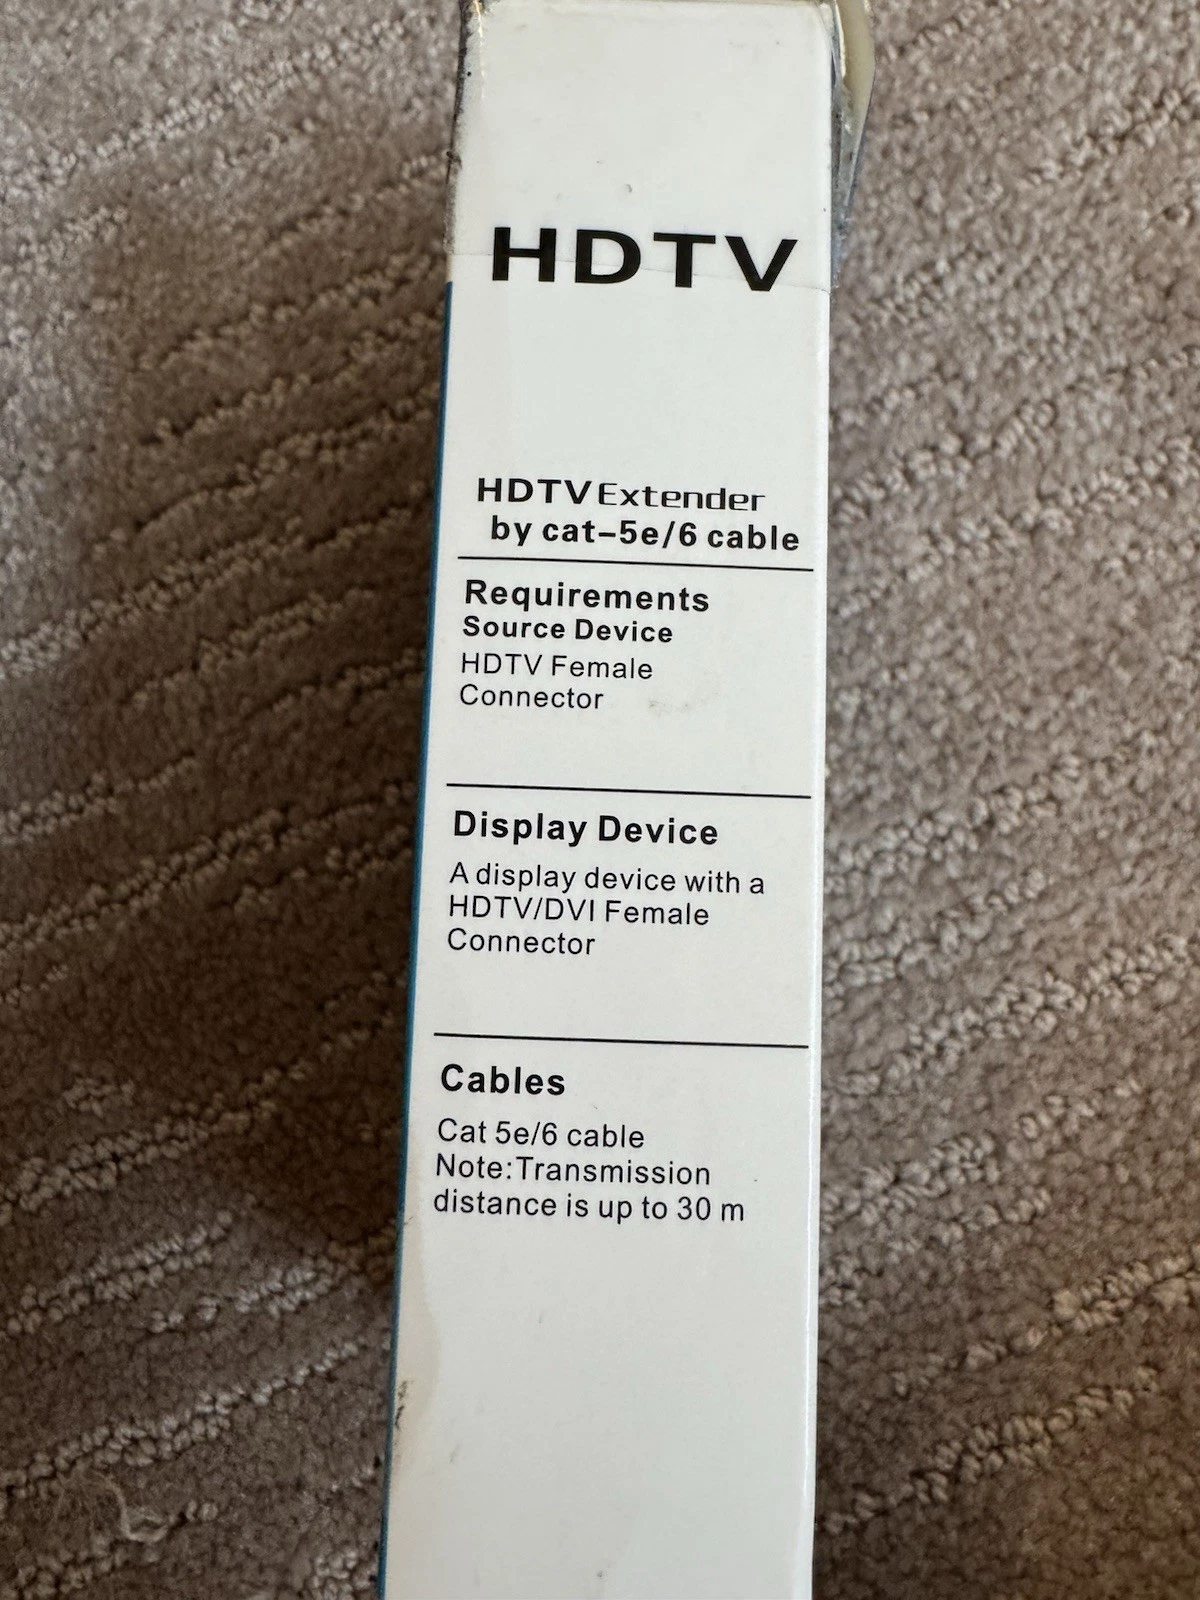 HDTV
HDTV Extender
by cat-5e/6 cable
Requirements
Source Device
HDTV Female
Connector
Display Device
A display device with a
HDTV/DVI Female
Connector
Cables
Cat 5e/6 cable
Note:Transmission
distance is up to 30 m